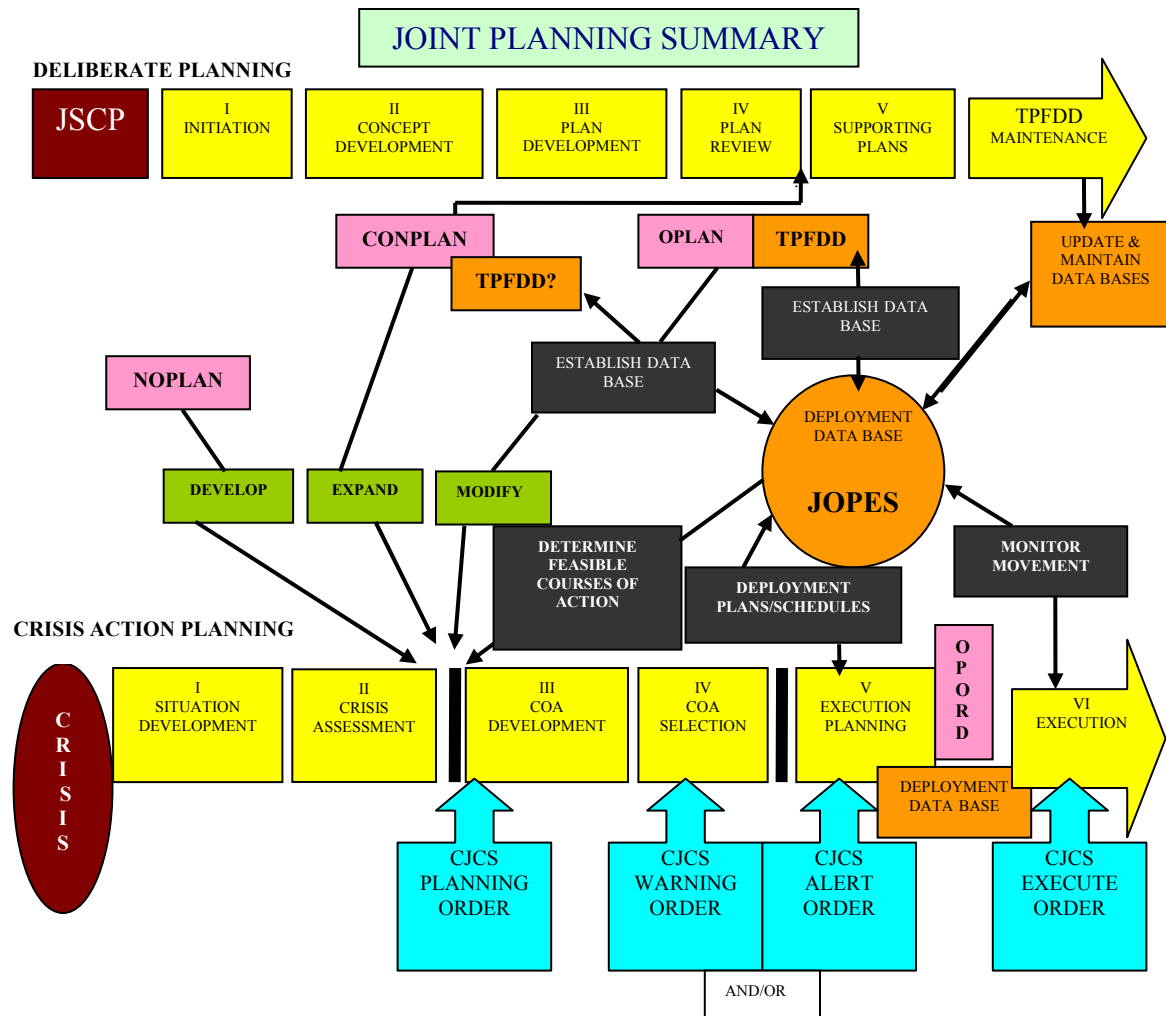 JOINT PLANNING SUMMARY
DELIBERATE PLANNING
JSCP
I
INITIATION
II
CONCEPT
DEVELOPMENT
III
PLAN
DEVELOPMENT
IV
PLAN
REVIEW
V
SUPPORTING
PLANS
TPFDD
MAINTENANCE
CONPLAN
TPFDD?
OPLAN
TPFDD
UPDATE &
MAINTAIN
DATA BASES
ESTABLISH DATA
BASE
ESTABLISH DATA
BASE
NOPLAN
DEPLOYMENT
DATA BASE
JOPES
DEVELOP
EXPAND
MODIFY
DETERMINE
FEASIBLE
COURSES OF
ACTION
DEPLOYMENT
PLANS/SCHEDULES
MONITOR
MOVEMENT
CRISIS ACTION PLANNING
C
R
I
S
I
S
I
SITUATION
DEVELOPMENT
II
CRISIS
ASSESSMENT
III
COA
DEVELOPMENT
IV
COA
SELECTION
V
EXECUTION
PLANNING
O
P
O
R
D
VI
EXECUTION
DEPLOYMENT
DATA BASE
CJCS
PLANNING
ORDER
CJCS
WARNING
ORDER
CJCS
ALERT
ORDER
CJCS
EXECUTE
ORDER
AND/OR